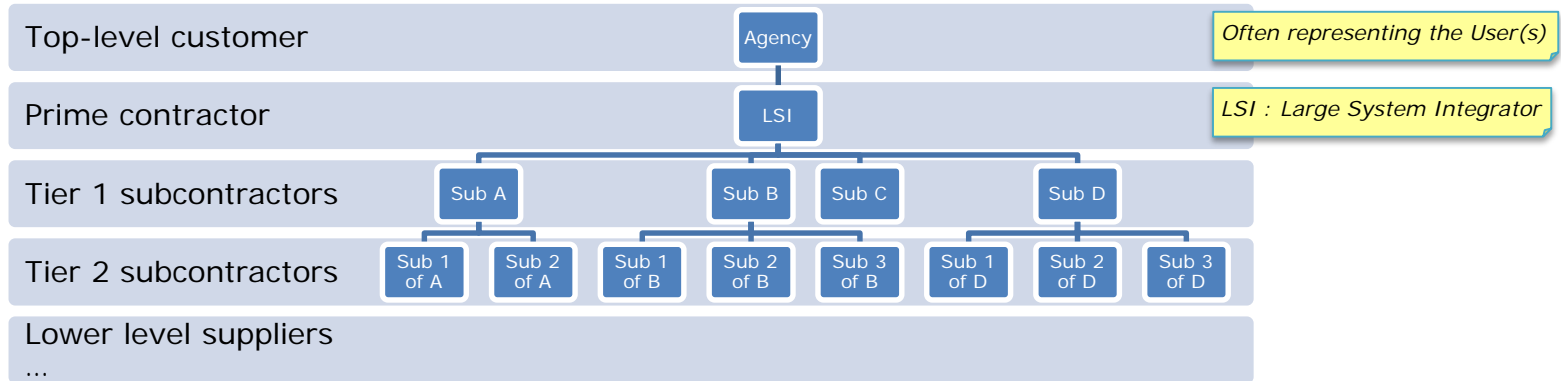 Top-level customer
Agency
Often representing the User(s)
Prime contractor
LSI
LSI : Large System Integrator
Tier 1 subcontractors
Sub A
Sub B
Sub C
Sub D
Tier 2 subcontractors
Sub 1
of A
Sub 2
of A
Sub 1
of B
Sub 2
of B
Sub 3
of B
Sub 1
of D
Sub 2
of D
Sub 3
of D
Lower level suppliers
...